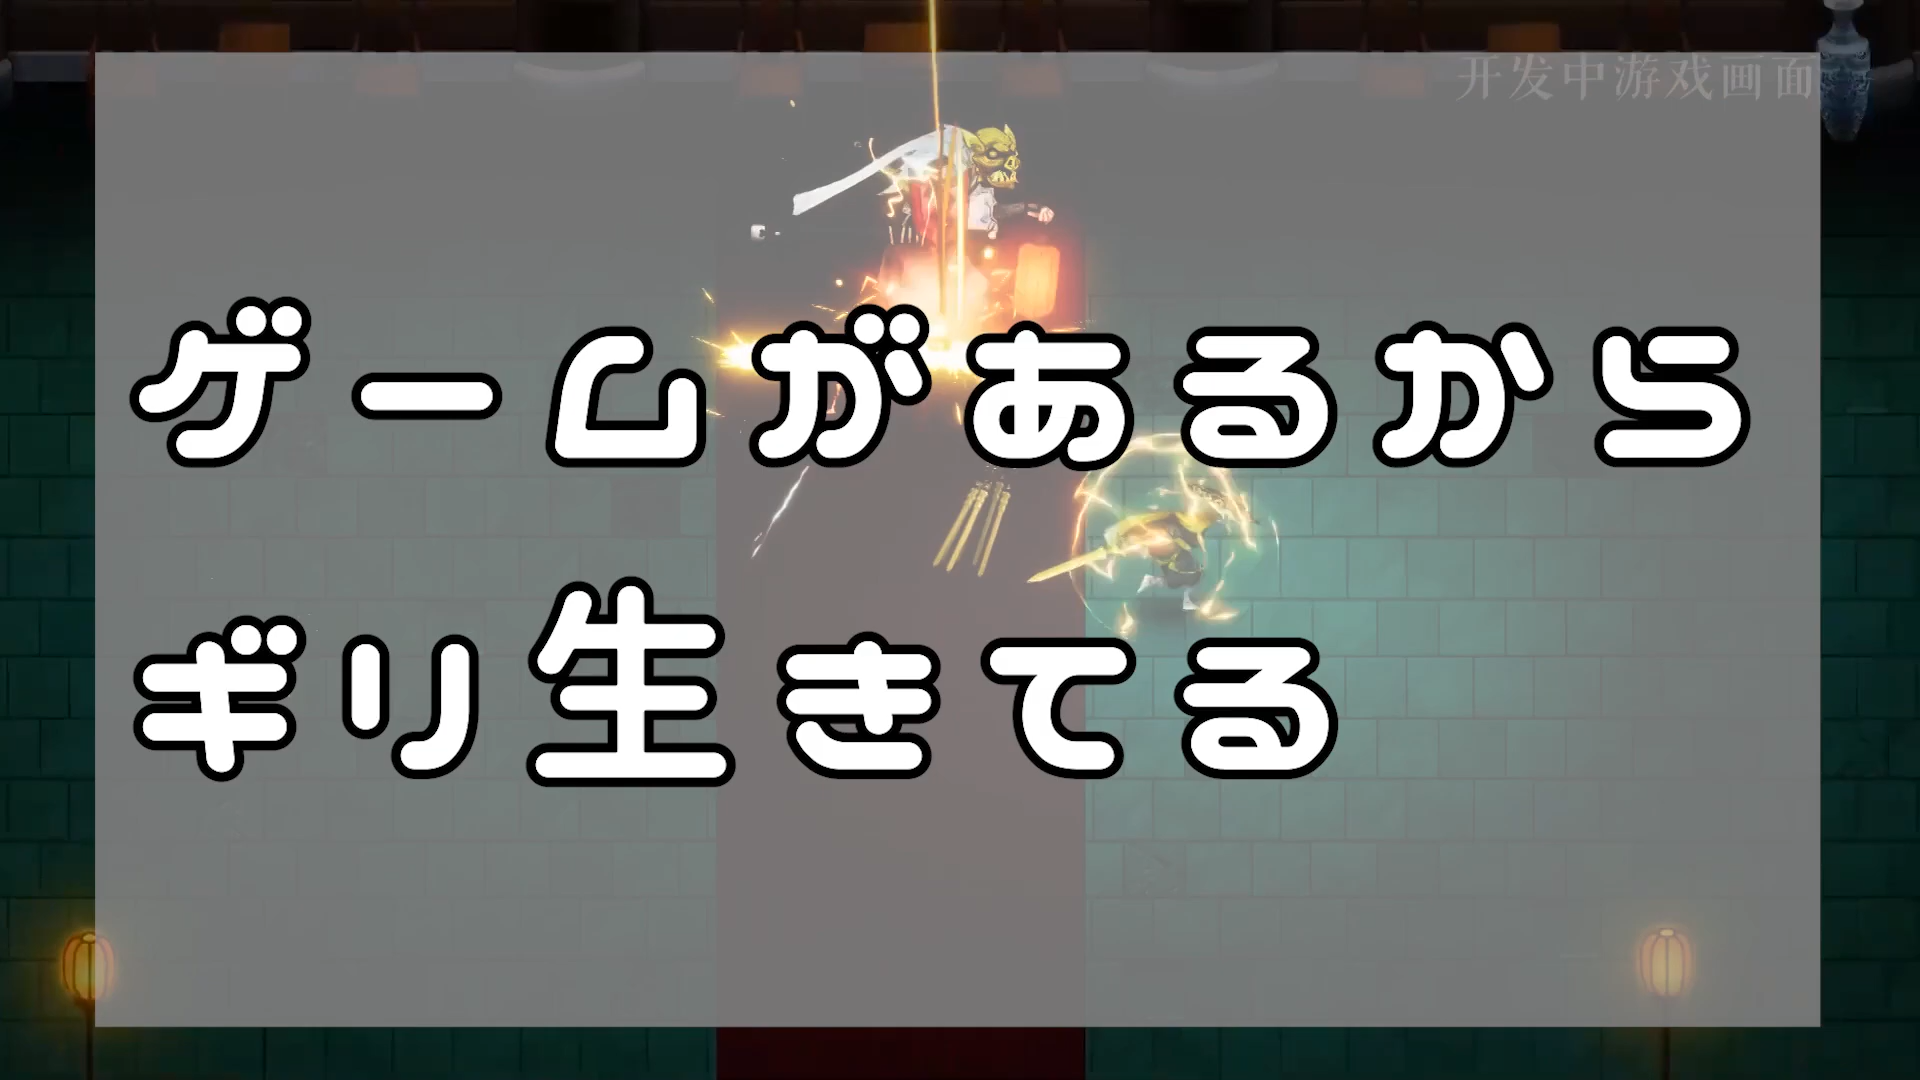 开发中游戏画面
ゲームがあるから
ギリ生きてる